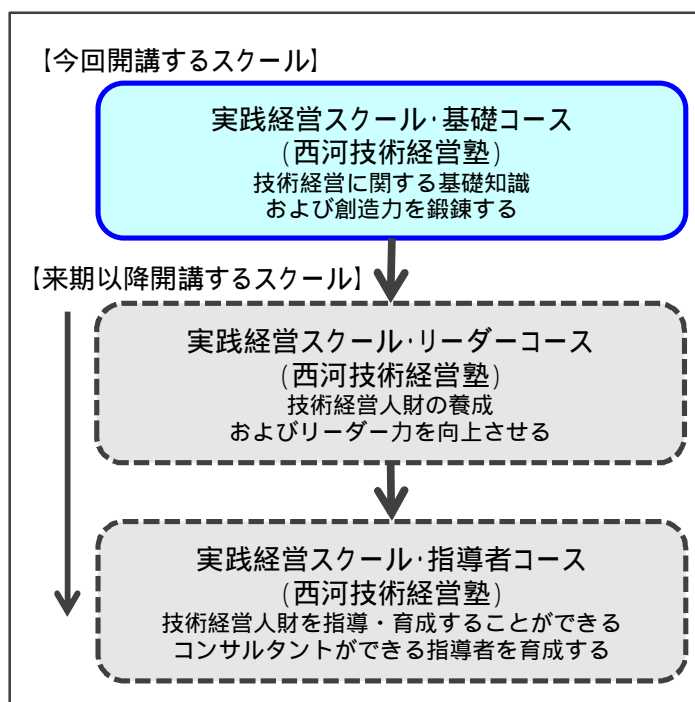 【今回開講するスクール】
実践経営スクール・基礎コース
(西河技術経営塾)
技術経営に関する基礎知識
および創造力を鍛錬する
【来期以降開講するスクール】
実践経営スクール・リーダーコース
(西河技術経営塾)
技術経営人財の養成
およびリーダー力を向上させる
実践経営スクール・指導者コース
(西河技術経営塾)
技術経営人財を指導・育成することができる
コンサルタントができる指導者を育成する